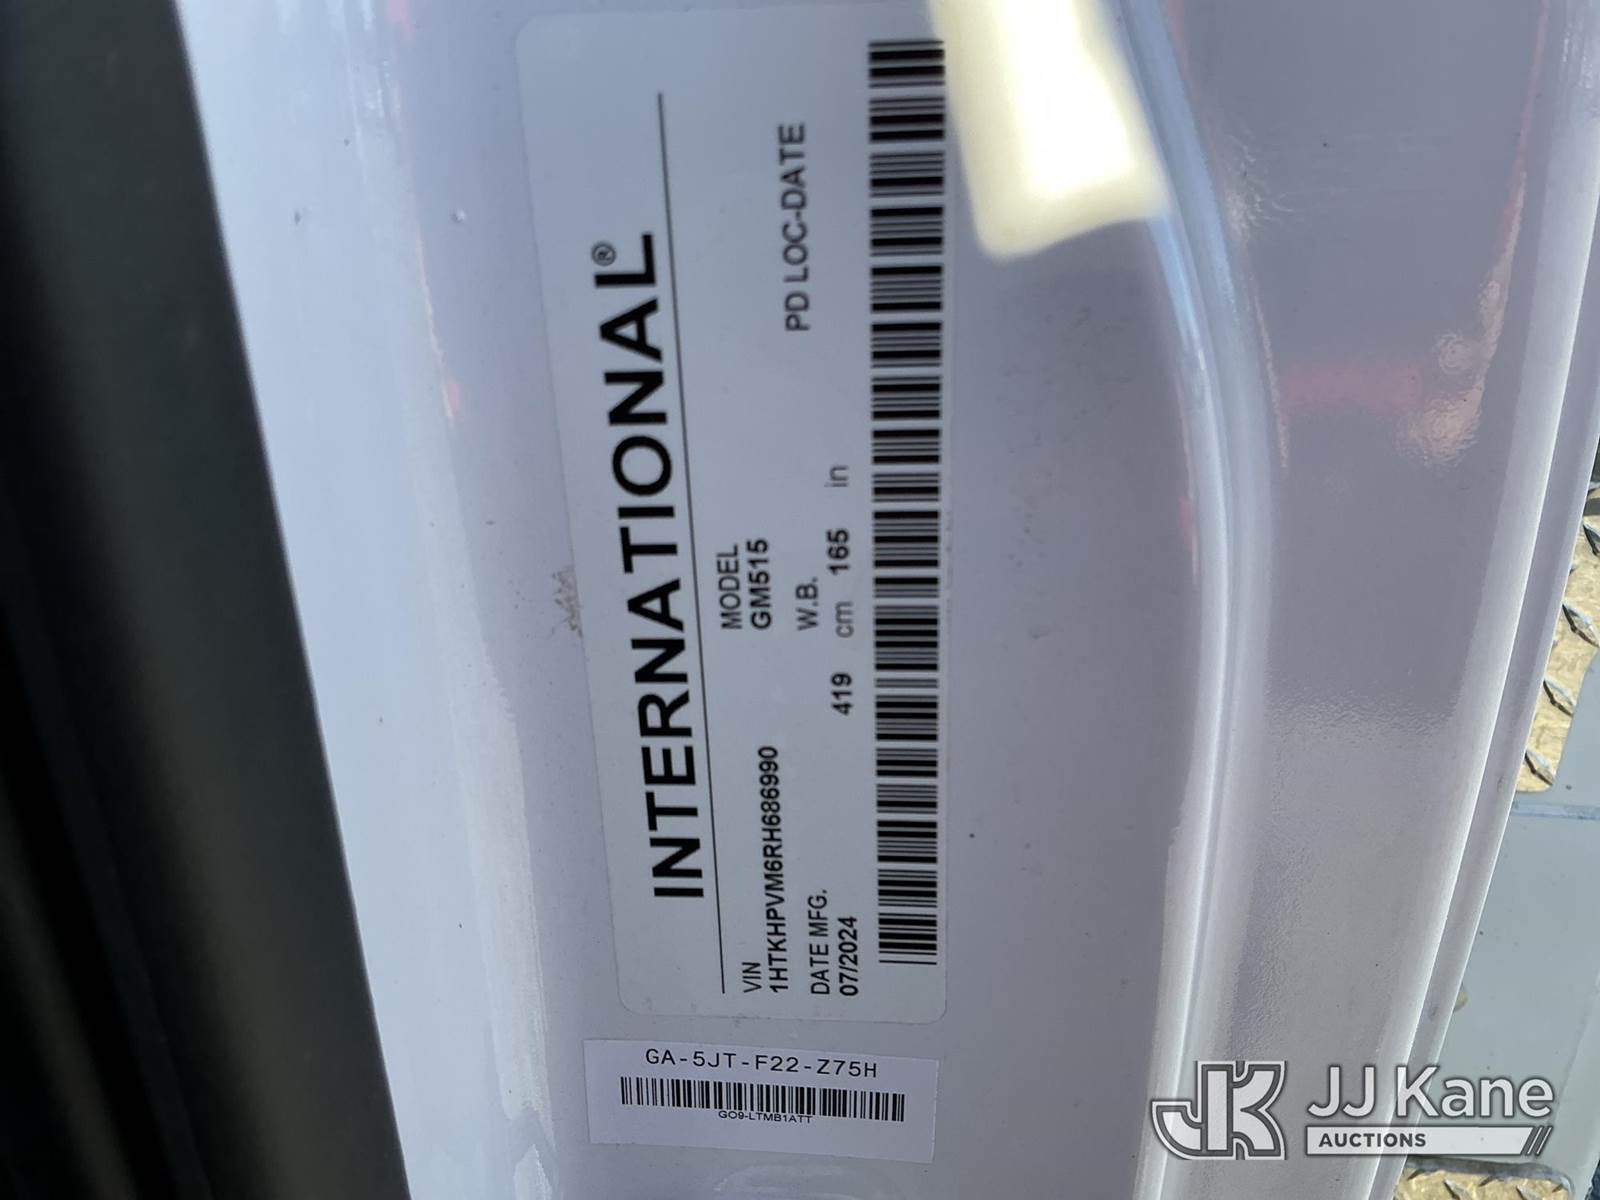 INTERNATIONAL®
VIN MODEL
1HTKHPVM6RH686990 GM515
DATE MFG. W.B. PD LOC-DATE
07/2024 419 cm 165 in
GA-5JT-F22-Z75H
GO9-LTMB1ATT
JK JJ Kane
AUCTIONS